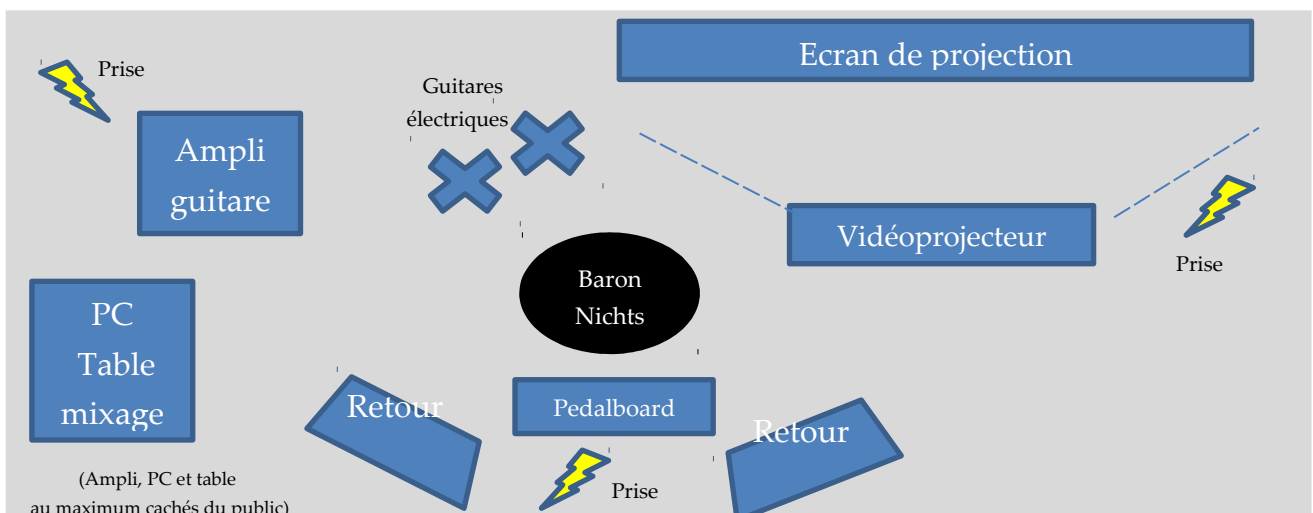 Ecran de projection
Prise
Guitares
électriques
Ampli
guitare
Vidéoprojecteur
Prise
Baron
Nichts
PC
Table
mixage
Retour
Pedalboard
Retour
Prise
(Ampli, PC et table
au maximum cachés du public)